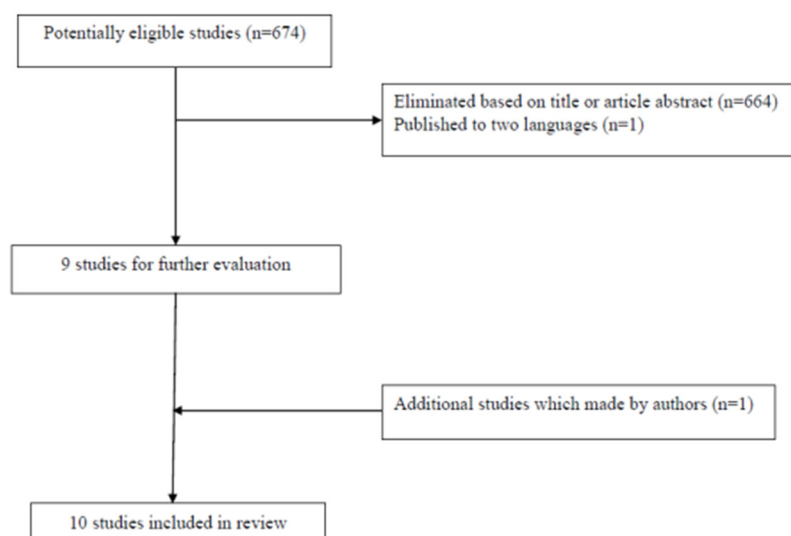 Potentially eligible studies (n=674)
Eliminated based on title or article abstract (n=664)
Published to two languages (n=1)
9 studies for further evaluation
Additional studies which made by authors (n=1)
10 studies included in review